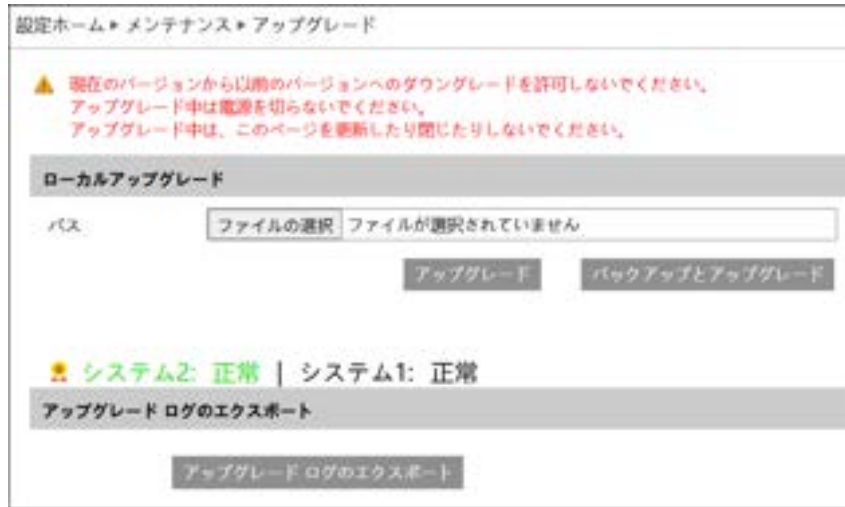 設定ホーム▶ メンテナンス▶ アップグレード
現在のバージョンから以前のバージョンへのダウングレードを許可しないでください。
アップグレード中は電源を切らないでください。
アップグレード中は、このページを更新したり閉じたりしないでください。
ローカルアップグレード
パス ファイルの選択 ファイルが選択されていません
アップグレード バックアップとアップグレード
システム2: 正常 | システム1: 正常
アップグレード ログのエクスポート
アップグレード ログのエクスポート